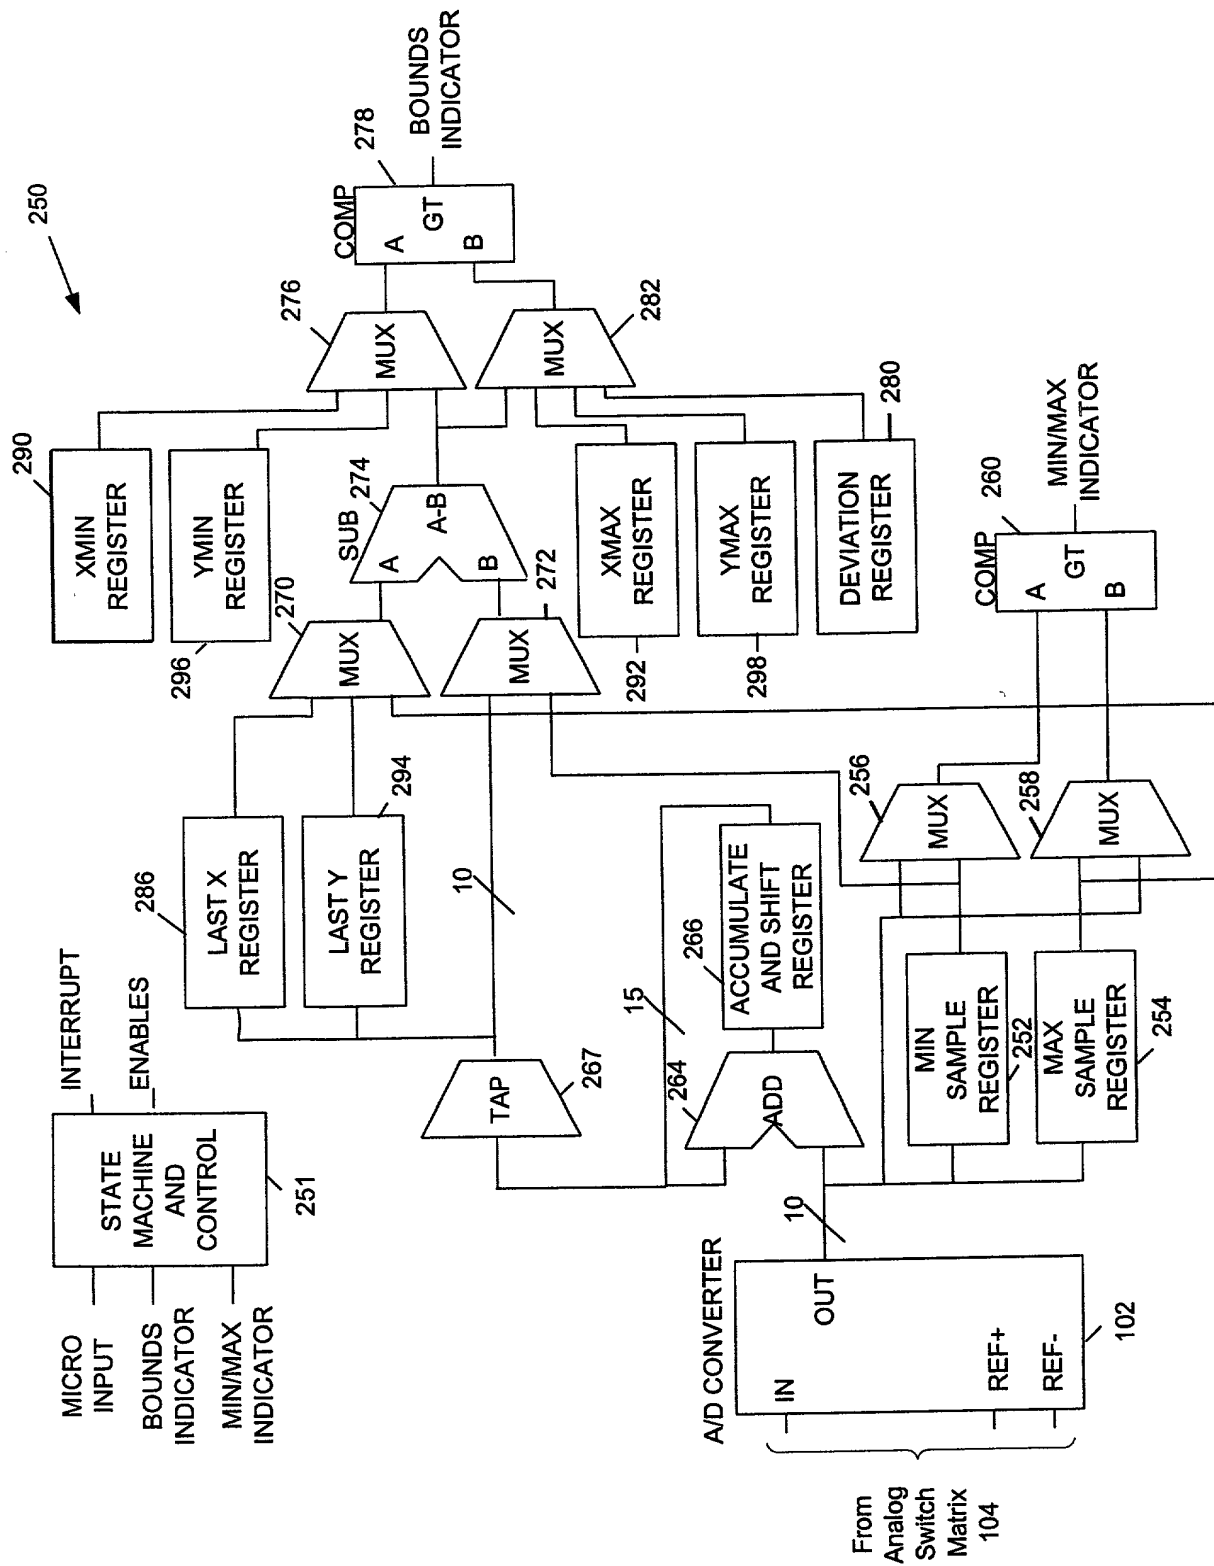 250
MICRO
INPUT
BOUNDS
INDICATOR
MIN/MAX
INDICATOR
STATE
MACHINE
AND
CONTROL
251
INTERRUPT
ENABLES
286
LAST X
REGISTER
LAST Y
REGISTER
294
290
XMIN
REGISTER
YMIN
REGISTER
296
270
MUX
MUX
272
SUB
274
A
B
A-B
276
MUX
MUX
282
COMP
A
B
GT
278
BOUNDS
INDICATOR
XMAX
REGISTER
292
YMAX
REGISTER
298
DEVIATION
REGISTER
280
TAP
267
10
15
264
ADD
266
ACCUMULATE
AND SHIFT
REGISTER
256
MUX
258
MUX
COMP
260
A
B
GT
MIN/MAX
INDICATOR
MIN
SAMPLE
REGISTER
252
MAX
SAMPLE
REGISTER
254
A/D CONVERTER
10
IN
OUT
REF+
REF-
102
From
Analog
Switch
Matrix
104